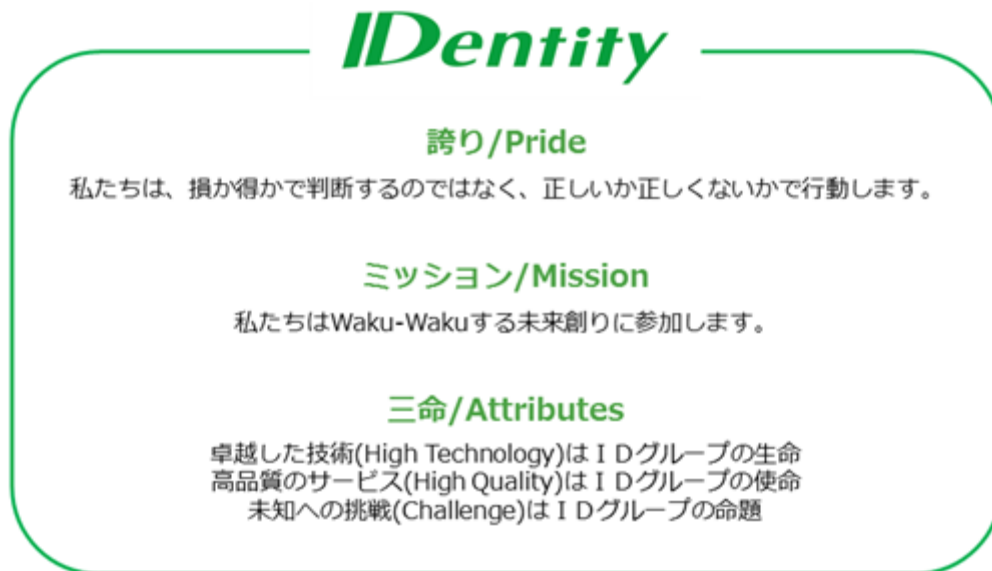 IDentity
誇り/Pride
私たちは、損か得かで判断するのではなく、正しいか正しくないかで行動します。
ミッション/Mission
私たちはWaku-Wakuする未来創りに参加します。
三命/Attributes
卓越した技術(High Technology)はＩＤグループの生命
高品質のサービス(High Quality)はＩＤグループの使命
未知への挑戦(Challenge)はＩＤグループの命題